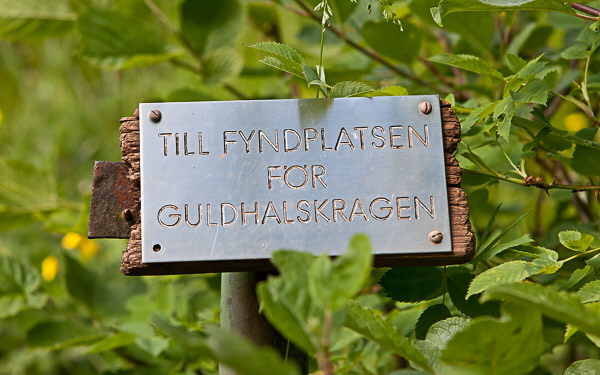 TILL FYNDPLATSEN
FÖR
GULDHALSKRAGEN